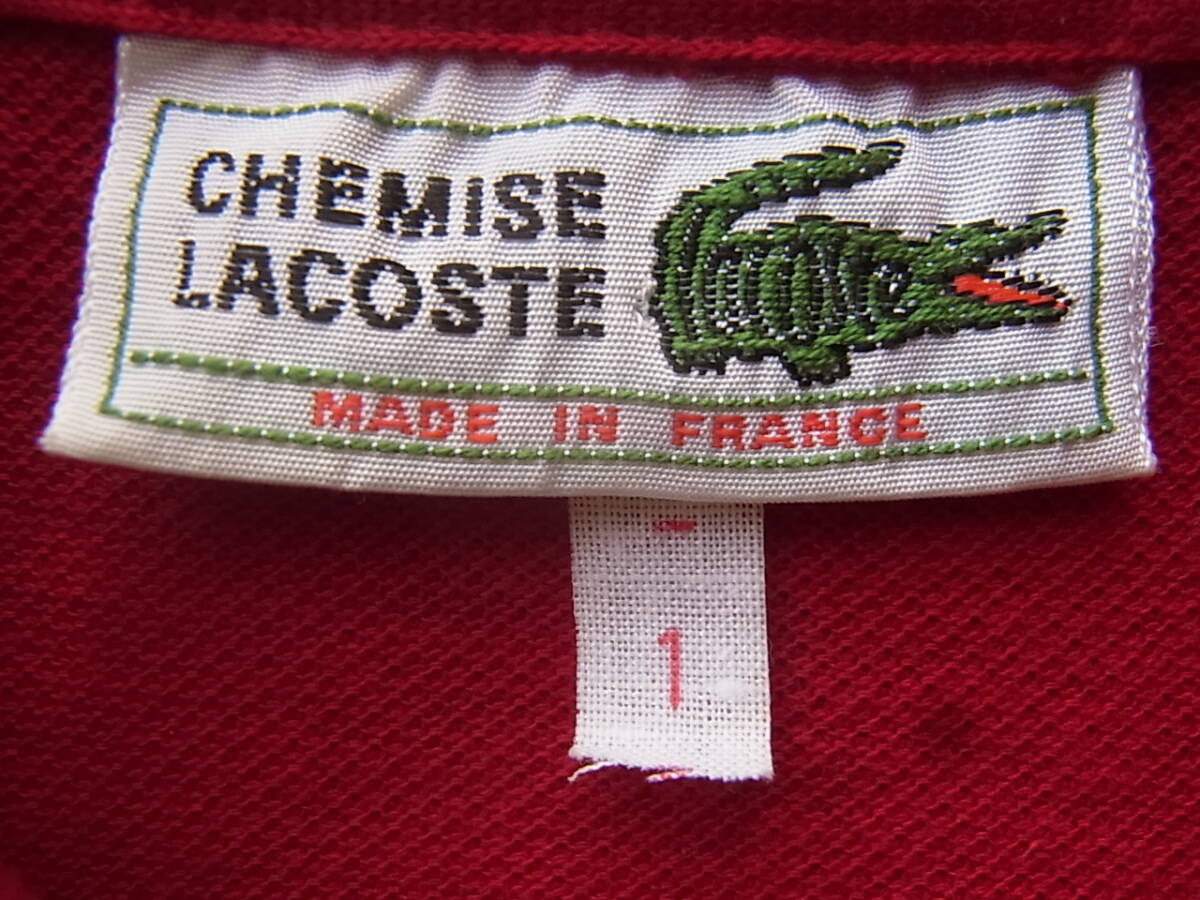 CHEMISE
LACOSTE
MADE IN FRANCE
1